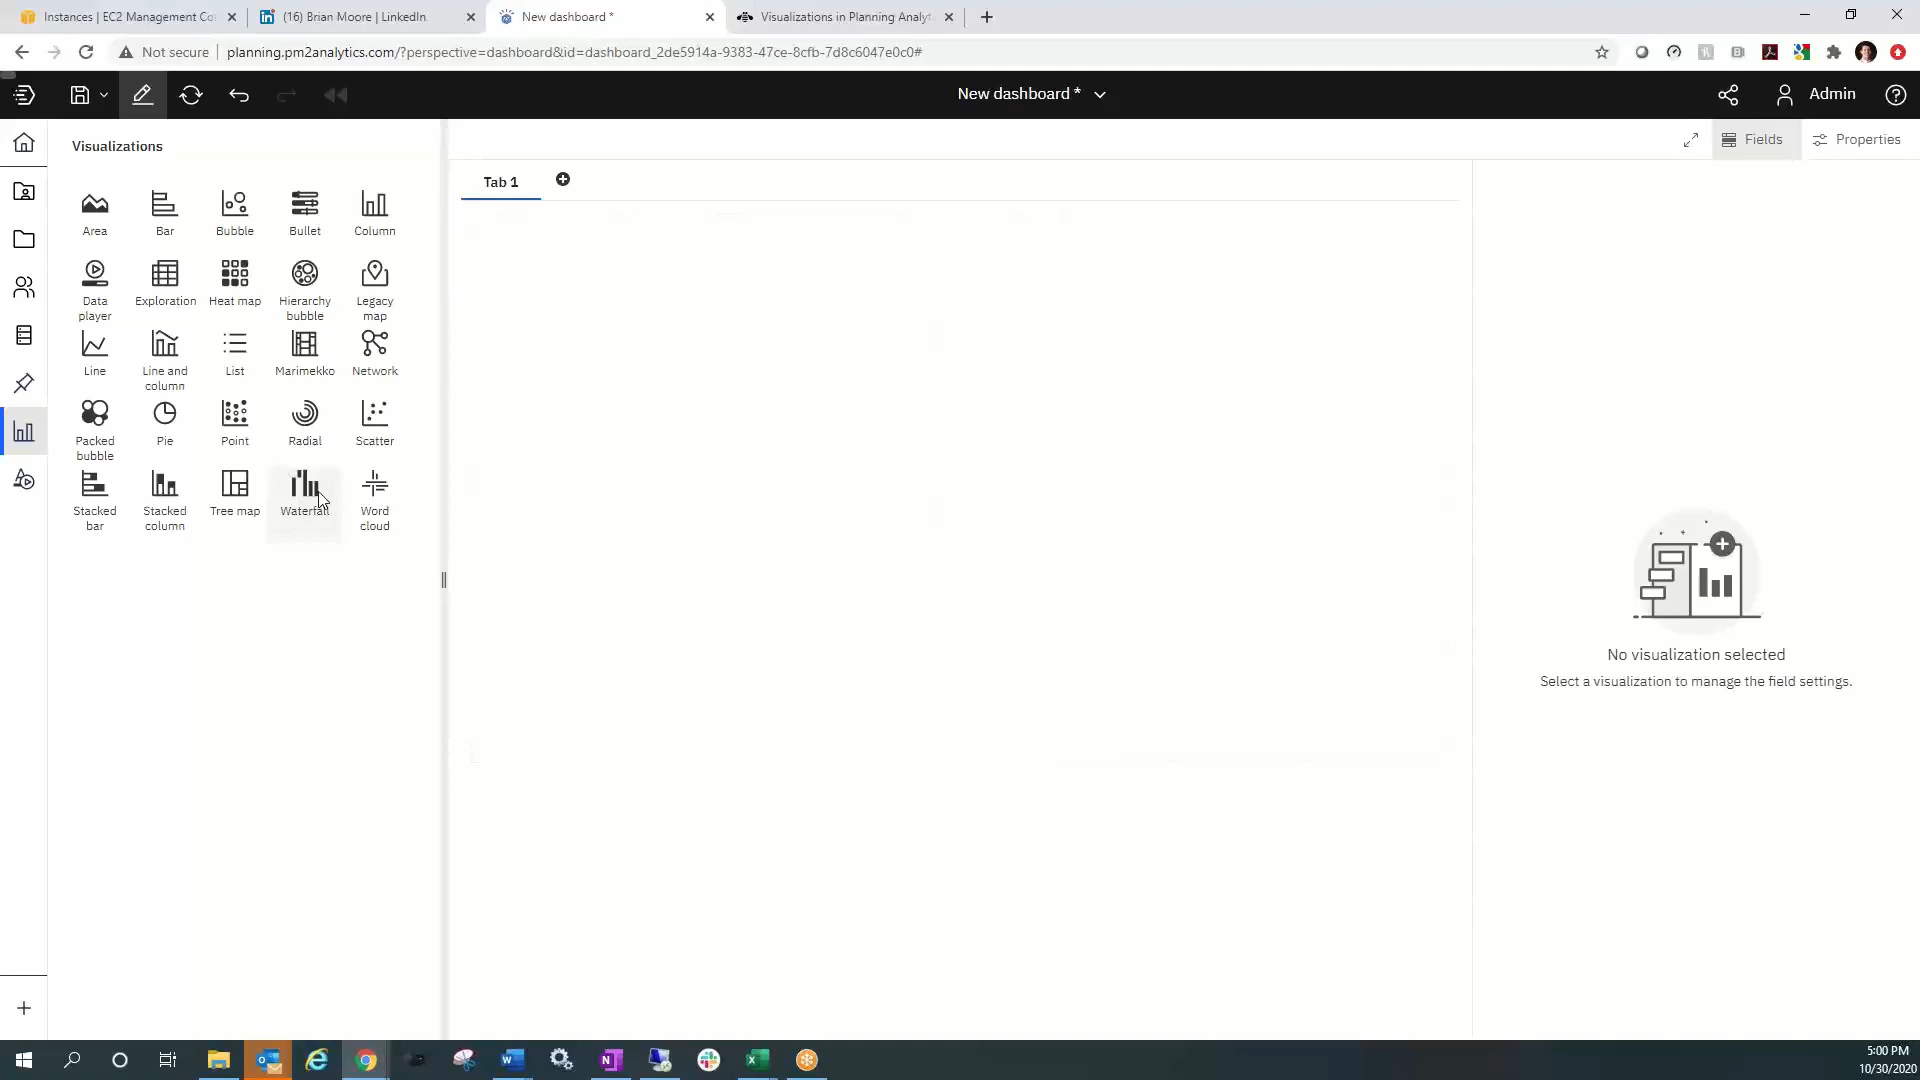 Instances | EC2 Management Co
(16) Brian Moore | LinkedIn
New dashboard *
Visualizations in Planning Analyt
Not secure
planning.pm2analytics.com/?perspective=dashboard&id=dashboard_2de5914a-9383-47ce-8cfb-7d8c6047e0c0#
New dashboard *
Admin
Visualizations
Fields
Properties
Tab 1
Area
Bar
Bubble
Bullet
Column
Data
player
Exploration
Heat map
Hierarchy
bubble
Legacy
map
Line
Line and
column
List
Marimekko
Network
Packed
bubble
Pie
Point
Radial
Scatter
Stacked
bar
Stacked
column
Tree map
Waterfall
Word
cloud
No visualization selected
Select a visualization to manage the field settings.
5:00 PM
10/30/2020